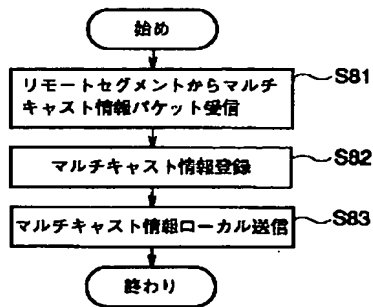 始め
リモートセグメントからマルチ
キャスト情報パケット受信
S81
マルチキャスト情報登録
S82
マルチキャスト情報ローカル送信
S83
終わり